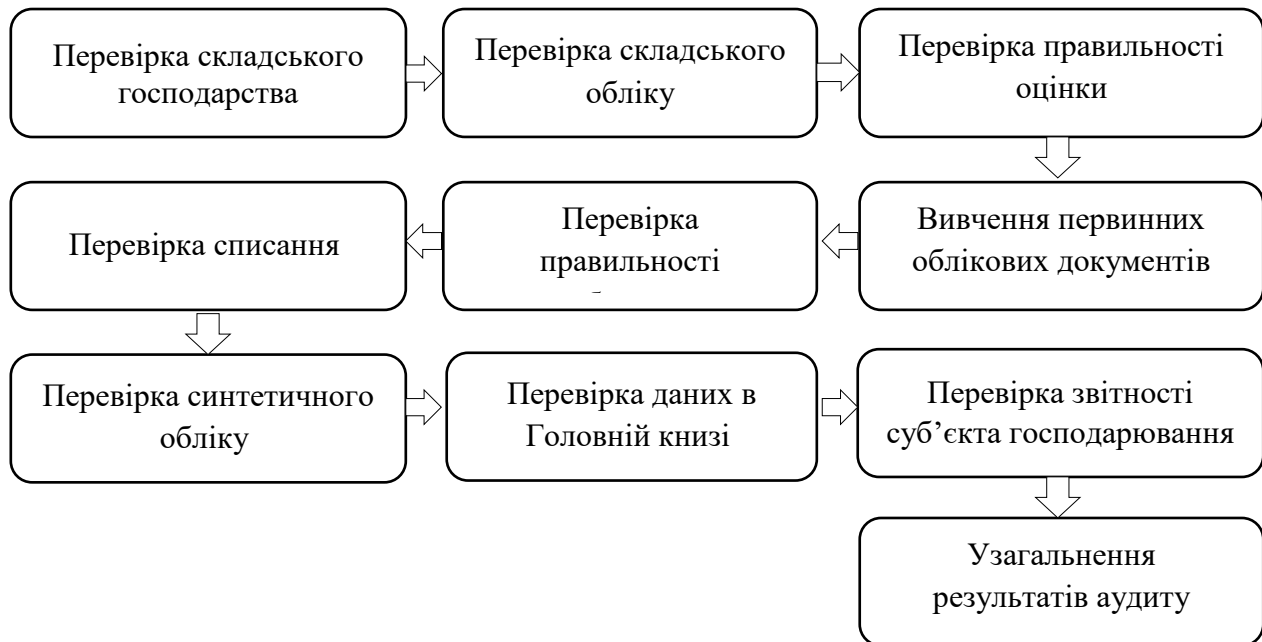 Перевірка складського
господарства
Перевірка складського
обліку
Перевірка правильності
оцінки
Вивчення первинних
облікових документів
Перевірка
правильності
Перевірка списання
Перевірка синтетичного
обліку
Перевірка даних в
Головній книзі
Перевірка звітності
суб’єкта господарювання
Узагальнення
результатів аудиту